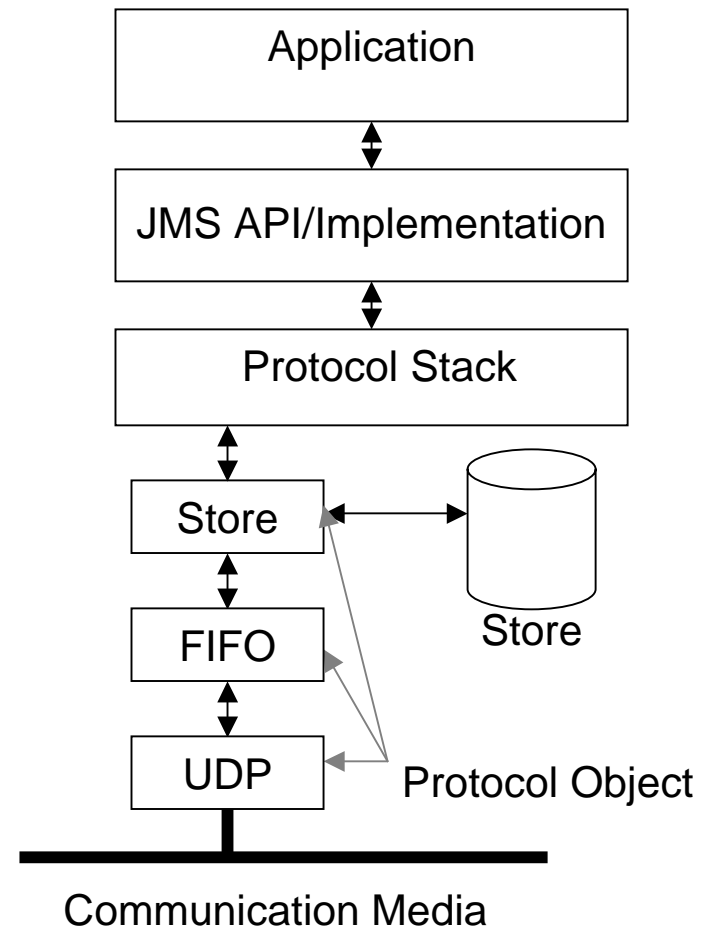 Application
JMS API/Implementation
Protocol Stack
Store
Store
FIFO
UDP
Protocol Object
Communication Media